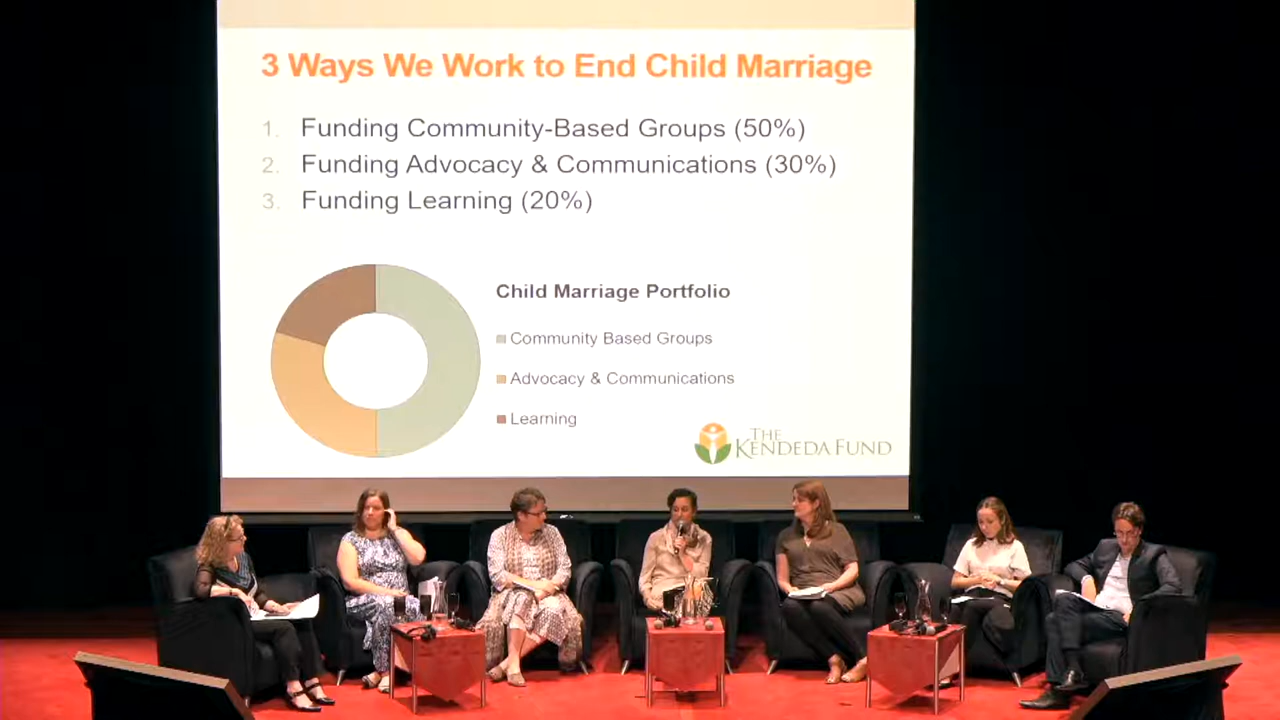 3 Ways We Work to End Child Marriage
1. Funding Community-Based Groups (50%)
2. Funding Advocacy & Communications (30%)
3. Funding Learning (20%)
Child Marriage Portfolio
Community Based Groups
Advocacy & Communications
Learning
THE
KENDEDA FUND